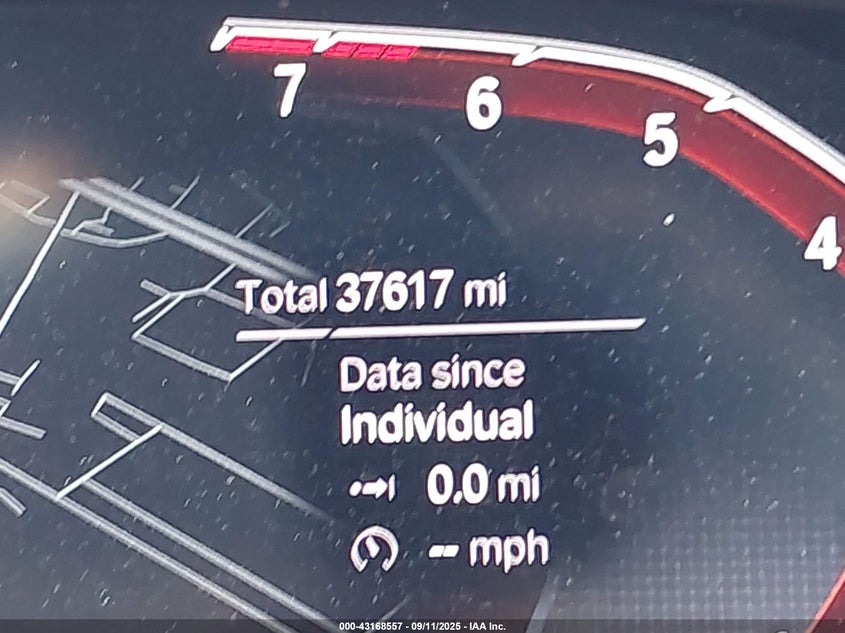 7
6
5
4
Total 37617 mi
Data since
Individual
0.0 mi
-- mph
000-43168557 - 09/11/2025 - IAA Inc.